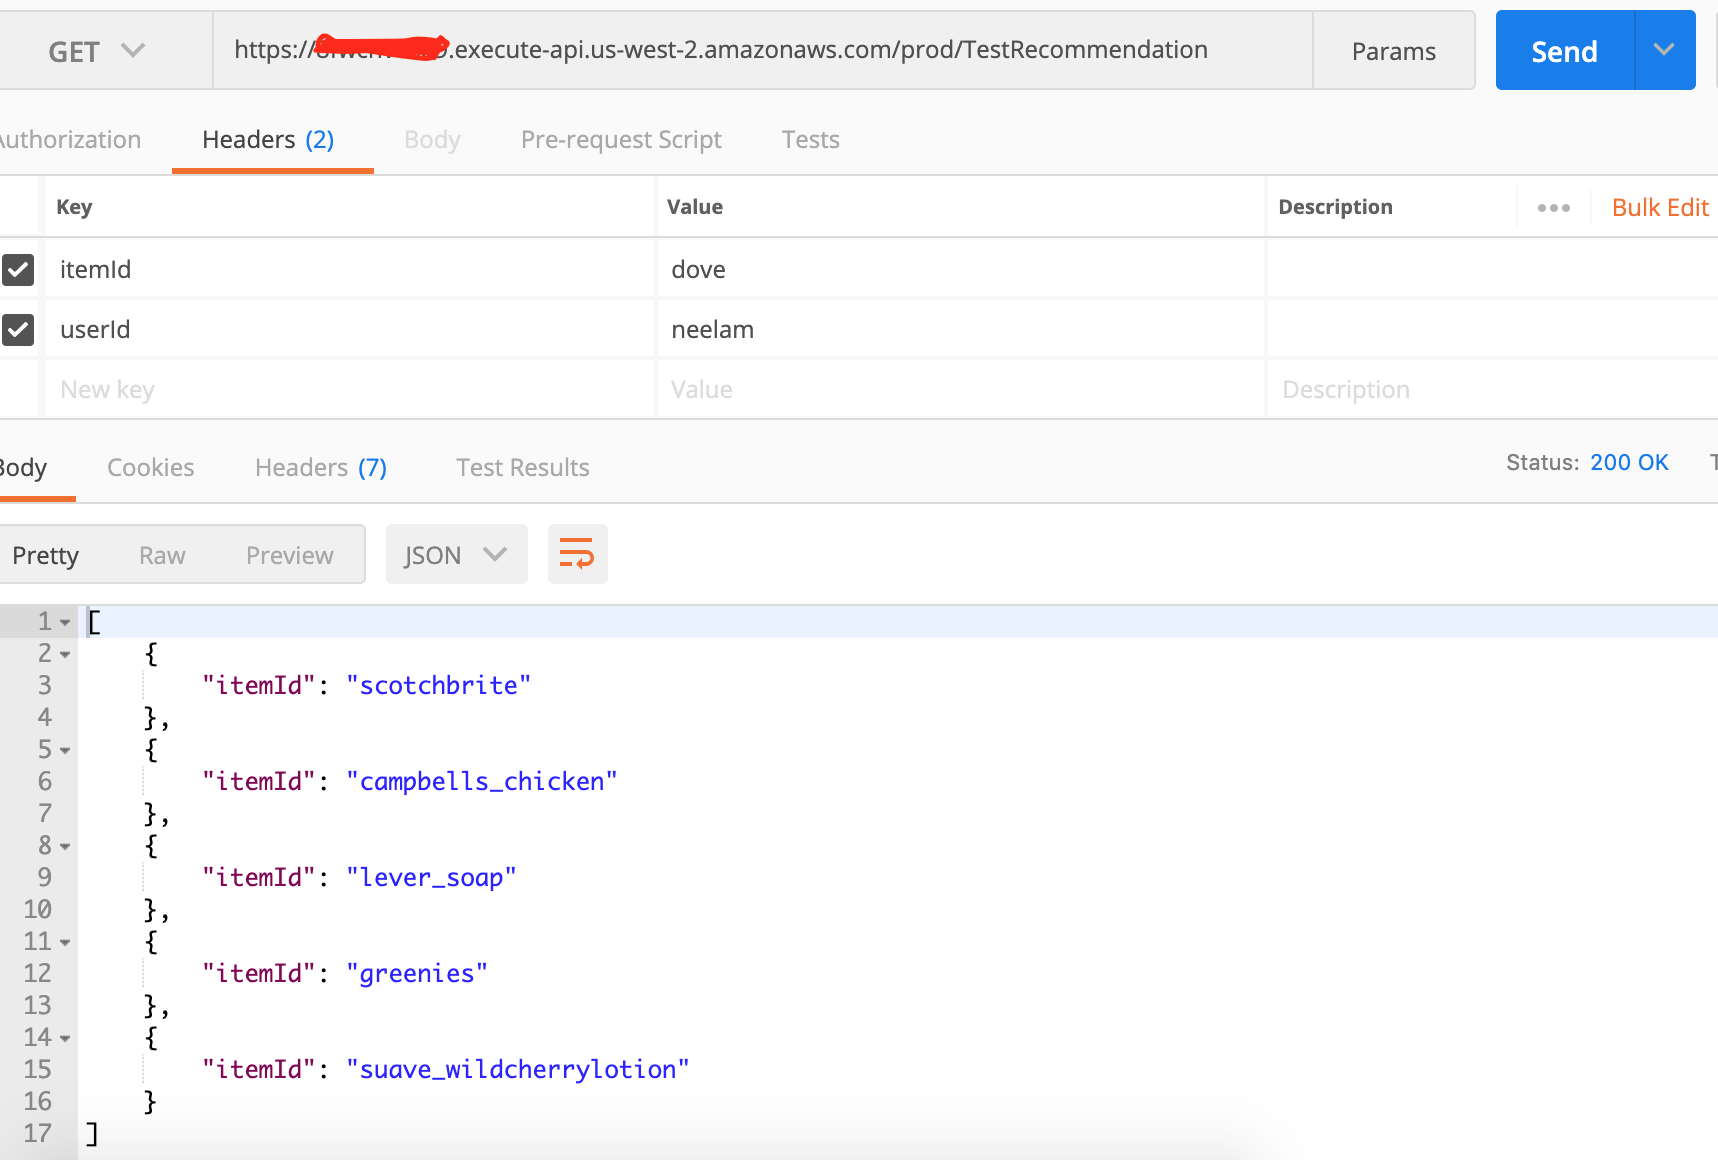 GET https:// .execute-api.us-west-2.amazonaws.com/prod/TestRecommendation Params Send
Authorization Headers (2) Body Pre-request Script Tests
Key Value Description ••• Bulk Edit
itemId dove
userId neelam
New key Value Description
Body Cookies Headers (7) Test Results Status: 200 OK T
Pretty Raw Preview JSON
1 [
2 {
3 "itemId": "scotchbrite"
4 },
5 {
6 "itemId": "campbells_chicken"
7 },
8 {
9 "itemId": "lever_soap"
10 },
11 {
12 "itemId": "greenies"
13 },
14 {
15 "itemId": "suave_wildcherrylotion"
16 }
17 ]